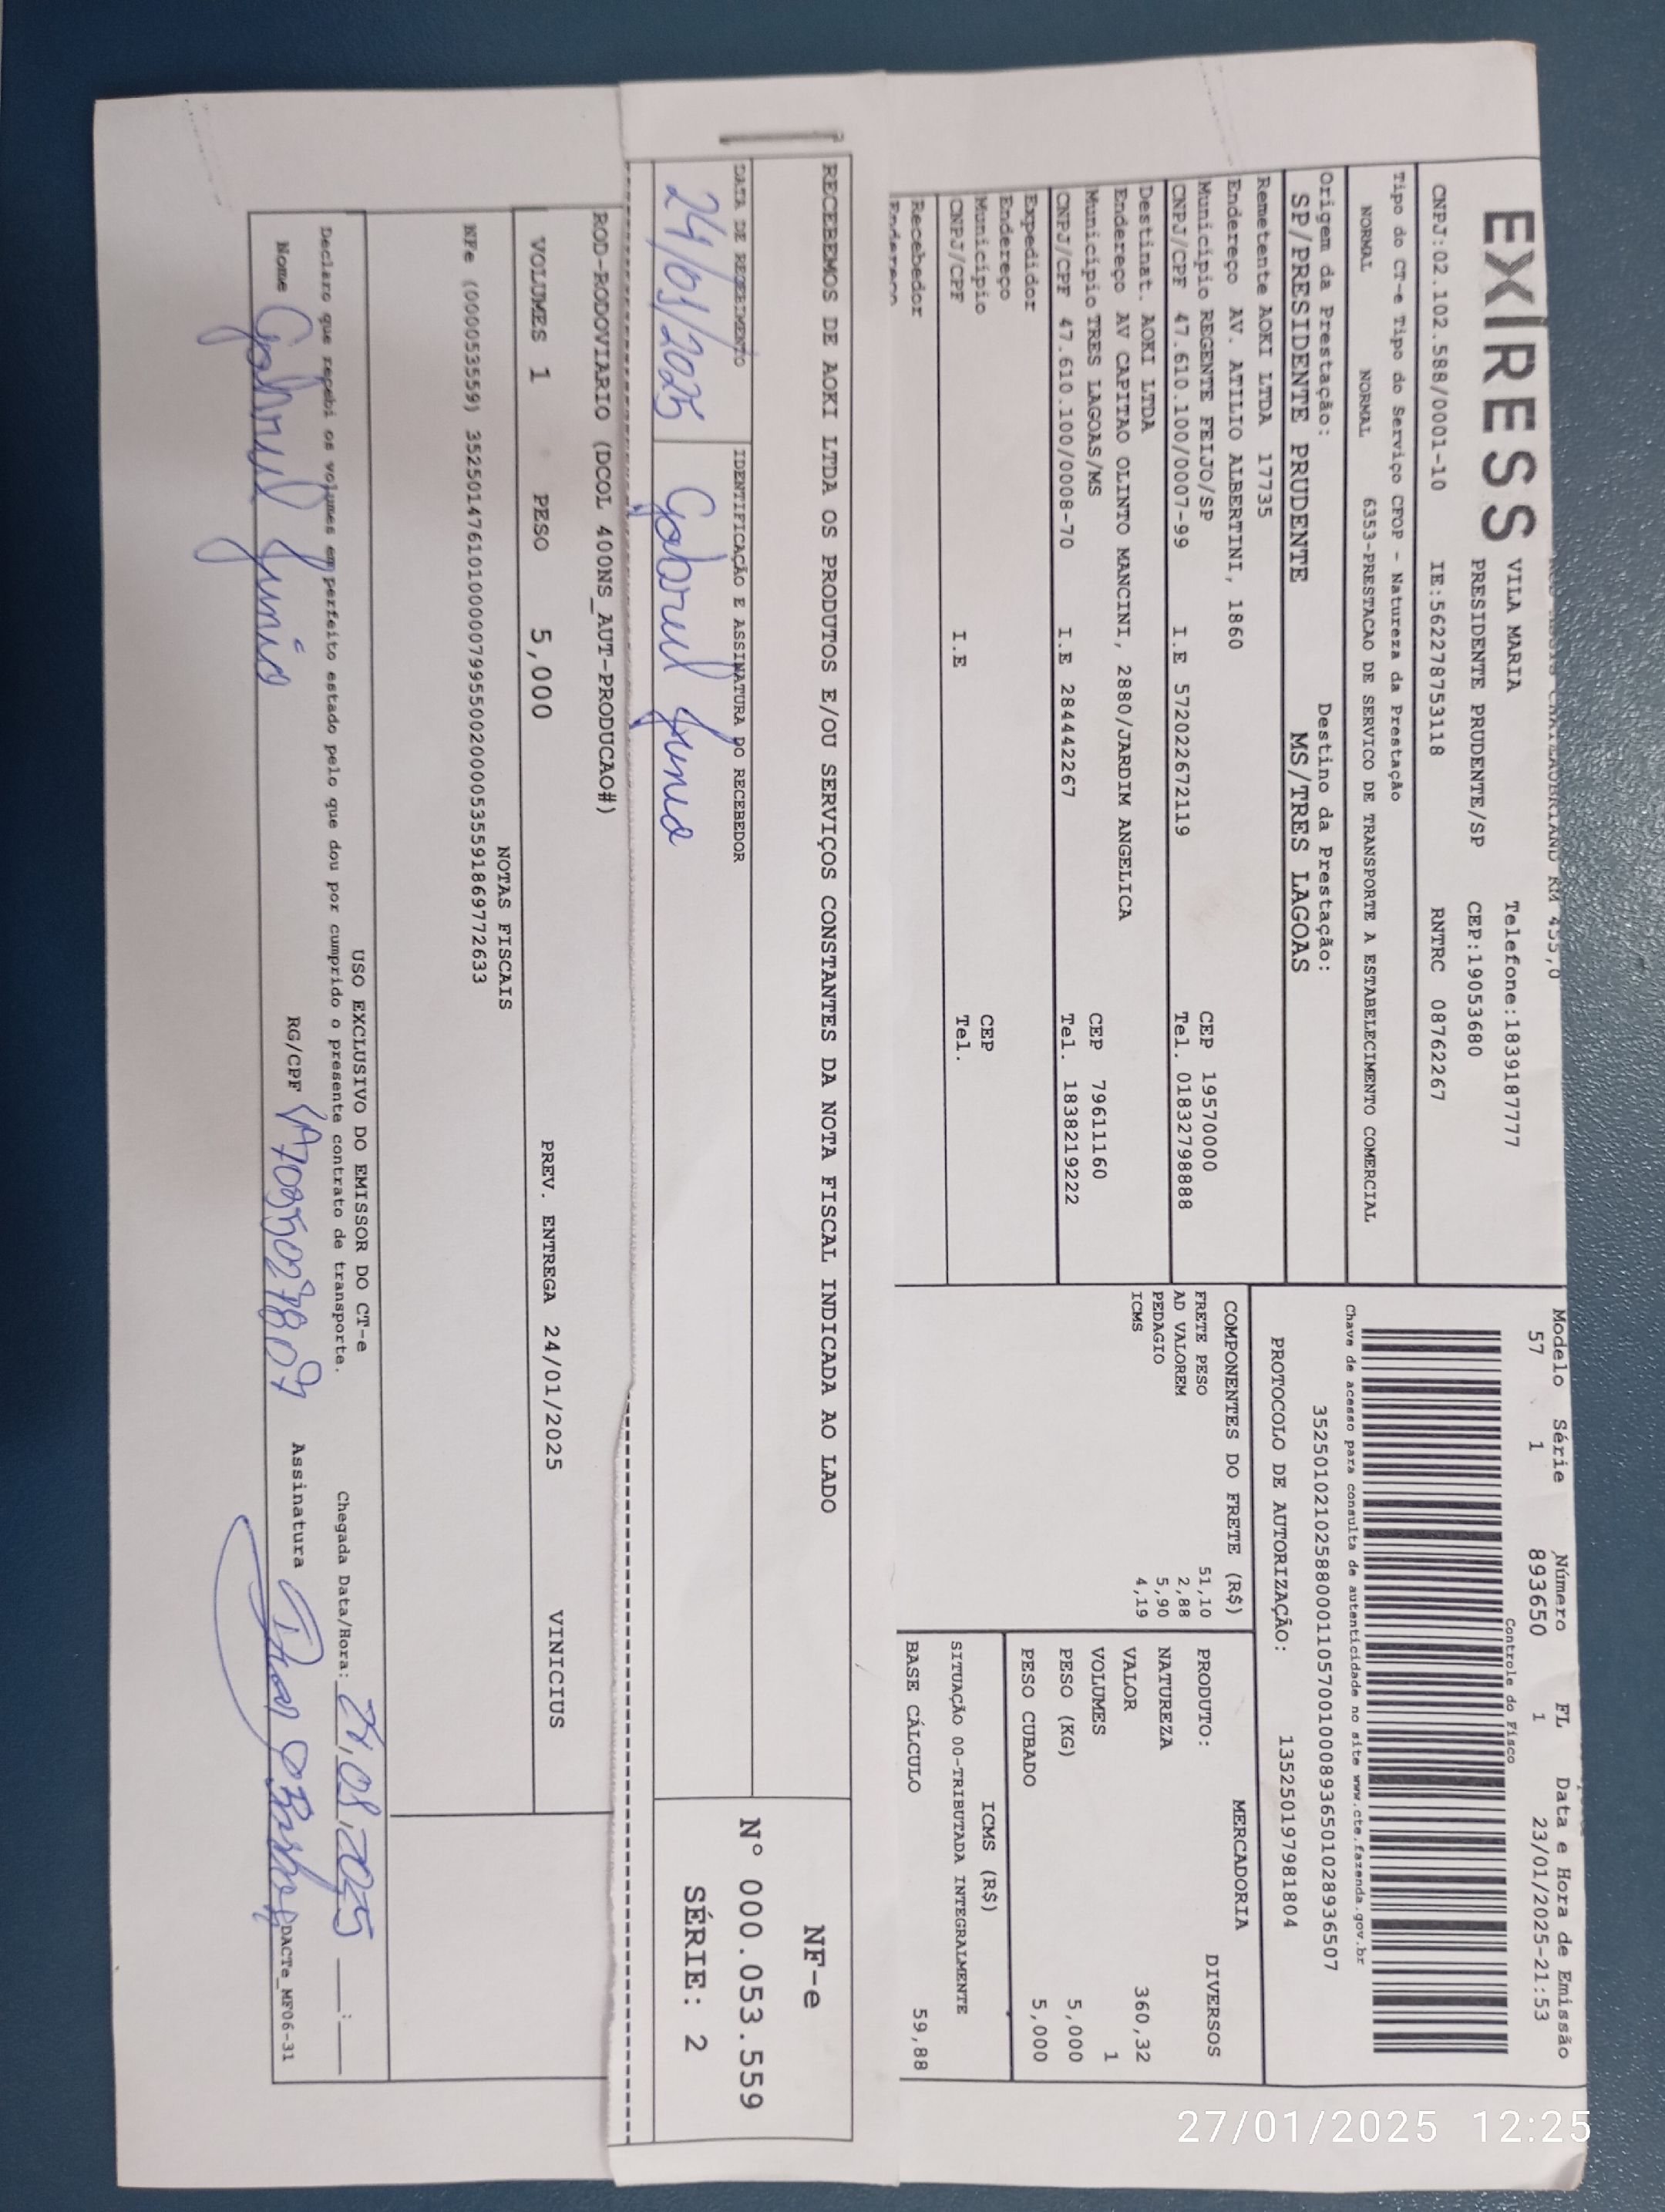 EXPRESS
VILA MARIA Telefone:1839187777
PRESIDENTE PRUDENTE/SP CEP:19053680
CNPJ:02.102.588/0001-10 IE:562278753118 RNTRC 08762267
Tipo do CT-e Tipo do Serviço CFOP - Natureza da Prestação
NORMAL NORMAL 6353-PRESTACAO DE SERVICO DE TRANSPORTE A ESTABELECIMENTO COMERCIAL
Origem da Prestação: Destino da Prestação:
SP/PRESIDENTE PRUDENTE MS/TRES LAGOAS
Remetente AOKI LTDA 17735
Endereço AV. ATILIO ALBERTINI, 1860
Município REGENTE FEIJO/SP CEP 19570000
CNPJ/CPF 47.610.100/0007-99 I.E 572022672119 Tel. 01832798888
Destinat. AOKI LTDA
Endereço AV CAPITAO OLINTO MANCINI, 2880/JARDIM ANGELICA
Município TRES LAGOAS/MS CEP 79611160
CNPJ/CPF 47.610.100/0008-70 I.E 284442267 Tel. 1838219222
Expedidor
Endereço
Município CEP
CNPJ/CPF I.E Tel.
Recebedor
Endereço
Modelo Série Número FL Data e Hora de Emissão
57 1 893650 1 23/01/2025-21:53
Controle do Fisco
Chave de acesso para consulta de autenticidade no site www.cte.fazenda.gov.br
35250102102588000110570010008936501028936507
PROTOCOLO DE AUTORIZAÇÃO: 135250197981804
COMPONENTES DO FRETE (R$)
FRETE PESO 51,10
AD VALOREM 2,88
PEDAGIO 5,90
ICMS 4,19
MERCADORIA
PRODUTO: DIVERSOS
NATUREZA
VALOR 360,32
VOLUMES 1
PESO (KG) 5,000
PESO CUBADO 5,000
ICMS (R$)
SITUAÇÃO 00-TRIBUTADA INTEGRALMENTE
BASE CÁLCULO 59,88
RECEBEMOS DE AOKI LTDA OS PRODUTOS E/OU SERVIÇOS CONSTANTES DA NOTA FISCAL INDICADA AO LADO
DATA DE RECEBIMENTO IDENTIFICAÇÃO E ASSINATURA DO RECEBEDOR
24/01/2025 Gabriel Junio
NF-e
Nº 000.053.559
SÉRIE: 2
ROD-RODOVIARIO (DCOL 400NS_AUT-PRODUCAO#)
VOLUMES 1 PESO 5,000 PREV. ENTREGA 24/01/2025 VINICIUS
NOTAS FISCAIS
NFe (000053559) 35250147610100000799550020000535591869772633
USO EXCLUSIVO DO EMISSOR DO CT-e
Declaro que recebi os volumes em perfeito estado pelo que dou por cumprido o presente contrato de transporte. Chegada Data/Hora:
Nome Gabriel Junio RG/CPF Assinatura
DACTe_MF06-31
27/01/2025 12:25